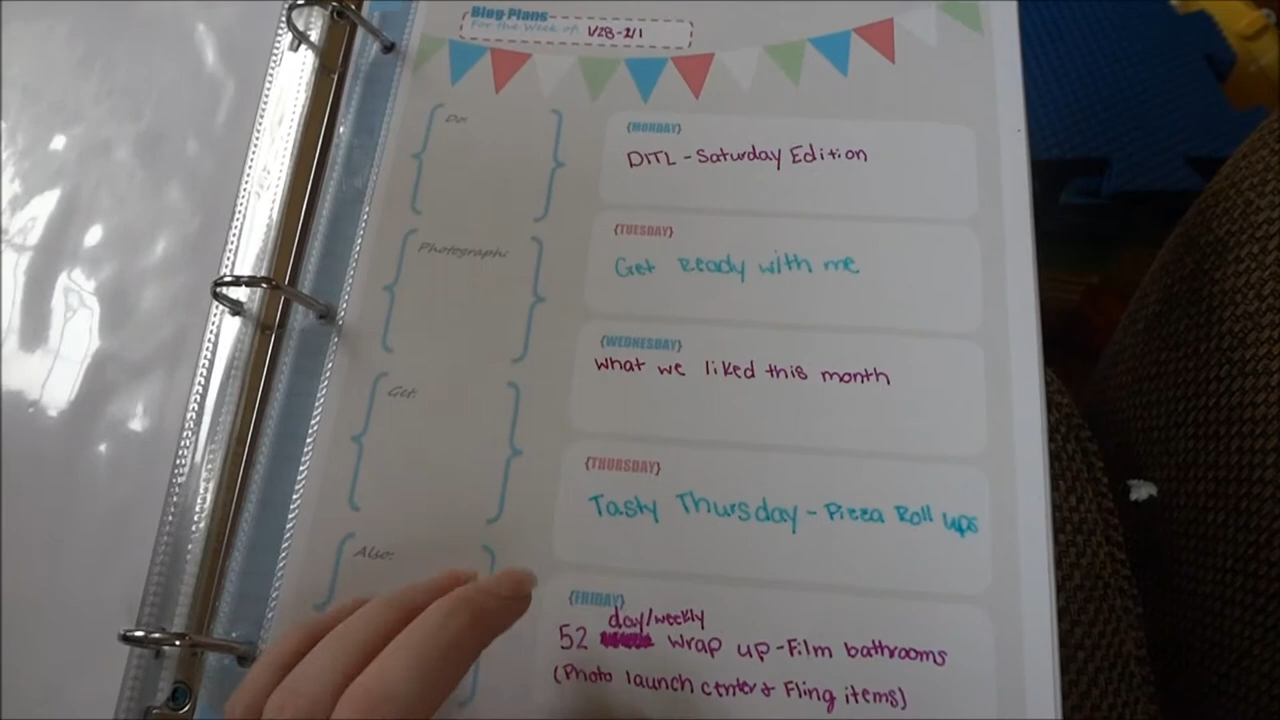 Blog Plans
For the Week of: 1/28-2/1
Do:
Photograph:
Get:
Also:
{MONDAY}
DITL - Saturday Edition
{TUESDAY}
Get Ready with me
{WEDNESDAY}
what we liked this month
{THURSDAY}
Tasty Thursday - Pizza Roll ups
{FRIDAY}
day/weekly
52 wrap up - Film bathrooms
(Photo launch center & Fling items)